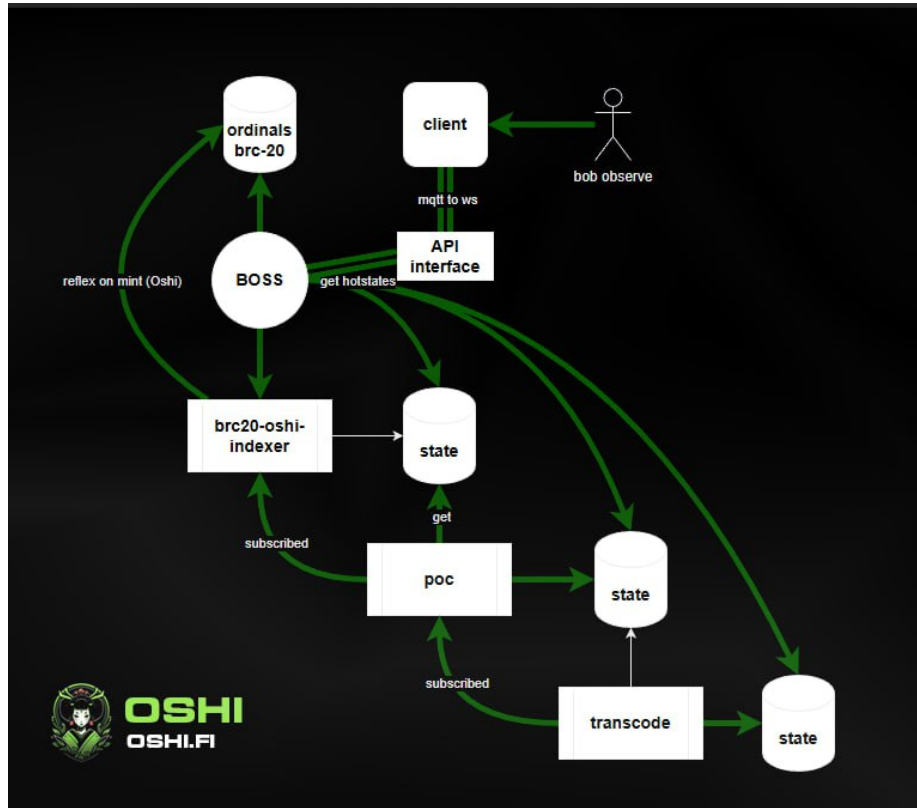 ordinals
brc-20
client
bob observe
mqtt to ws
API
interface
reflex on mint (Oshi)
BOSS
get hotstates
brc20-oshi-
indexer
state
get
subscribed
poc
state
subscribed
transcode
state
OSHI
OSHI.FI